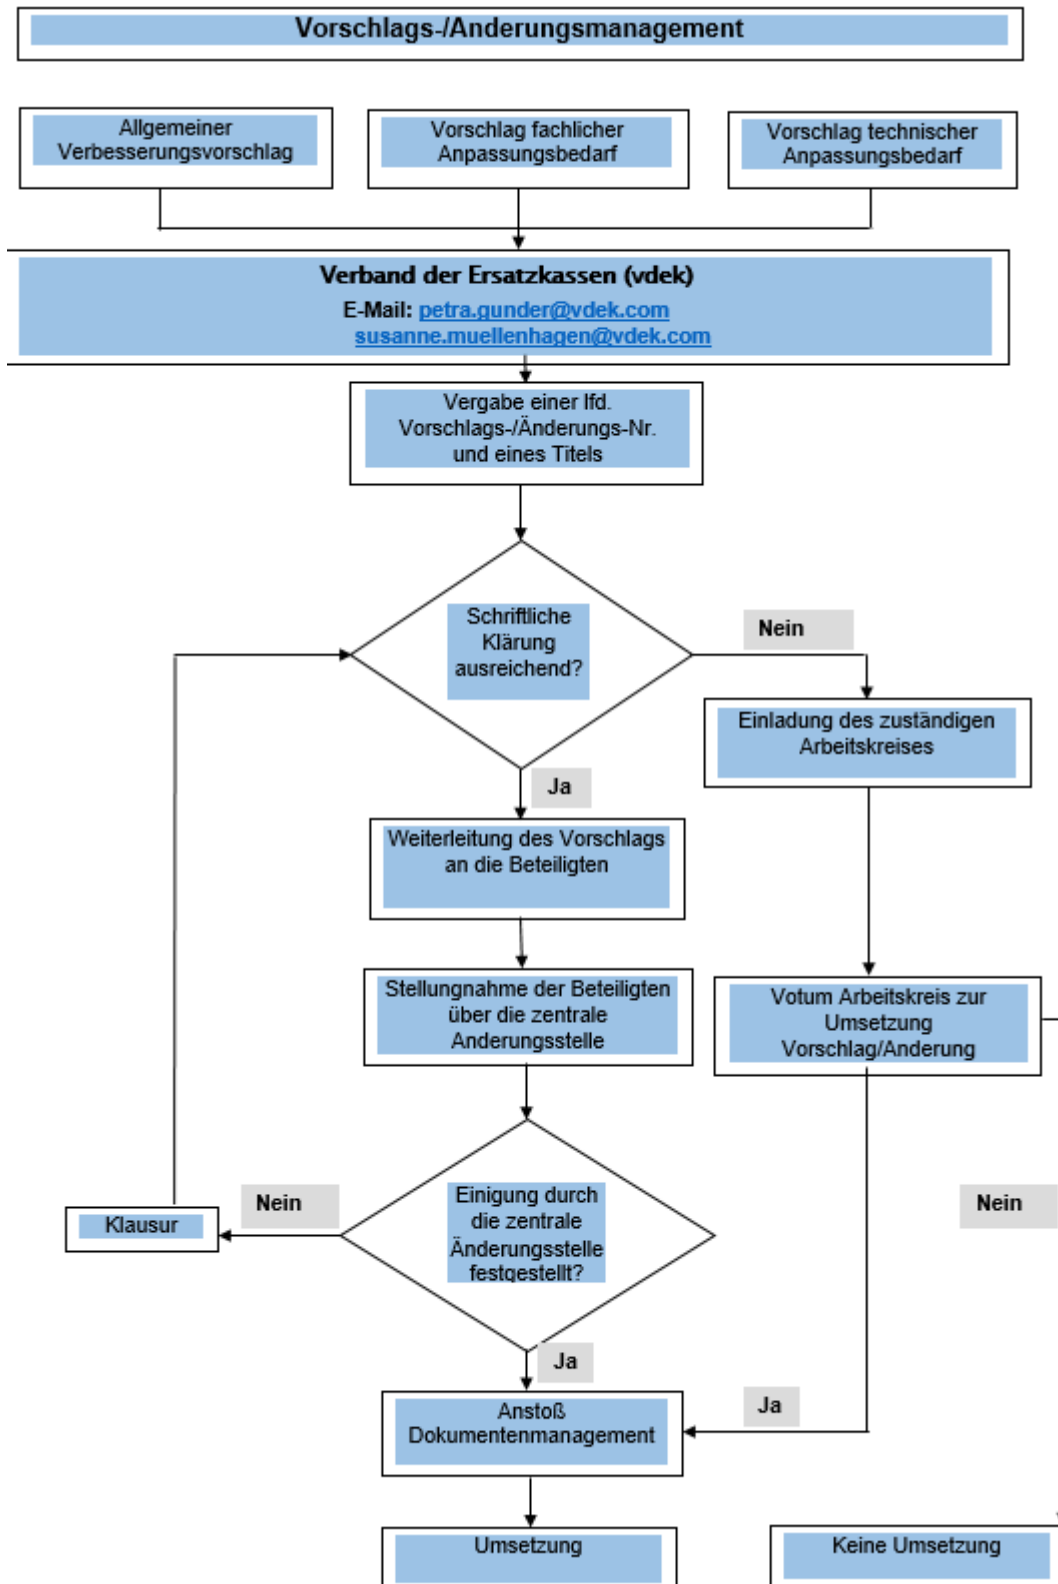 Vorschlags-/Anderungsmanagement
Allgemeiner
Verbesserungsvorschlag
Vorschlag fachlicher
Anpassungsbedarf
Vorschlag technischer
Anpassungsbedarf
Verband der Ersatzkassen (vdek)
E-Mail: petra.gunder@vdek.com
susanne.muellenhagen@vdek.com
Vergabe einer lfd.
Vorschlags-/Änderungs-Nr.
und eines Titels
Schriftliche
Klärung
ausreichend?
Nein
Einladung des zuständigen
Arbeitskreises
Ja
Weiterleitung des Vorschlags
an die Beteiligten
Stellungnahme der Beteiligten
über die zentrale
Anderungsstelle
Votum Arbeitskreis zur
Umsetzung
Vorschlag/Anderung
Nein
Klausur
Einigung durch
die zentrale
Änderungsstelle
festgestellt?
Nein
Ja
Ja
Anstoß
Dokumentenmanagement
Umsetzung
Keine Umsetzung